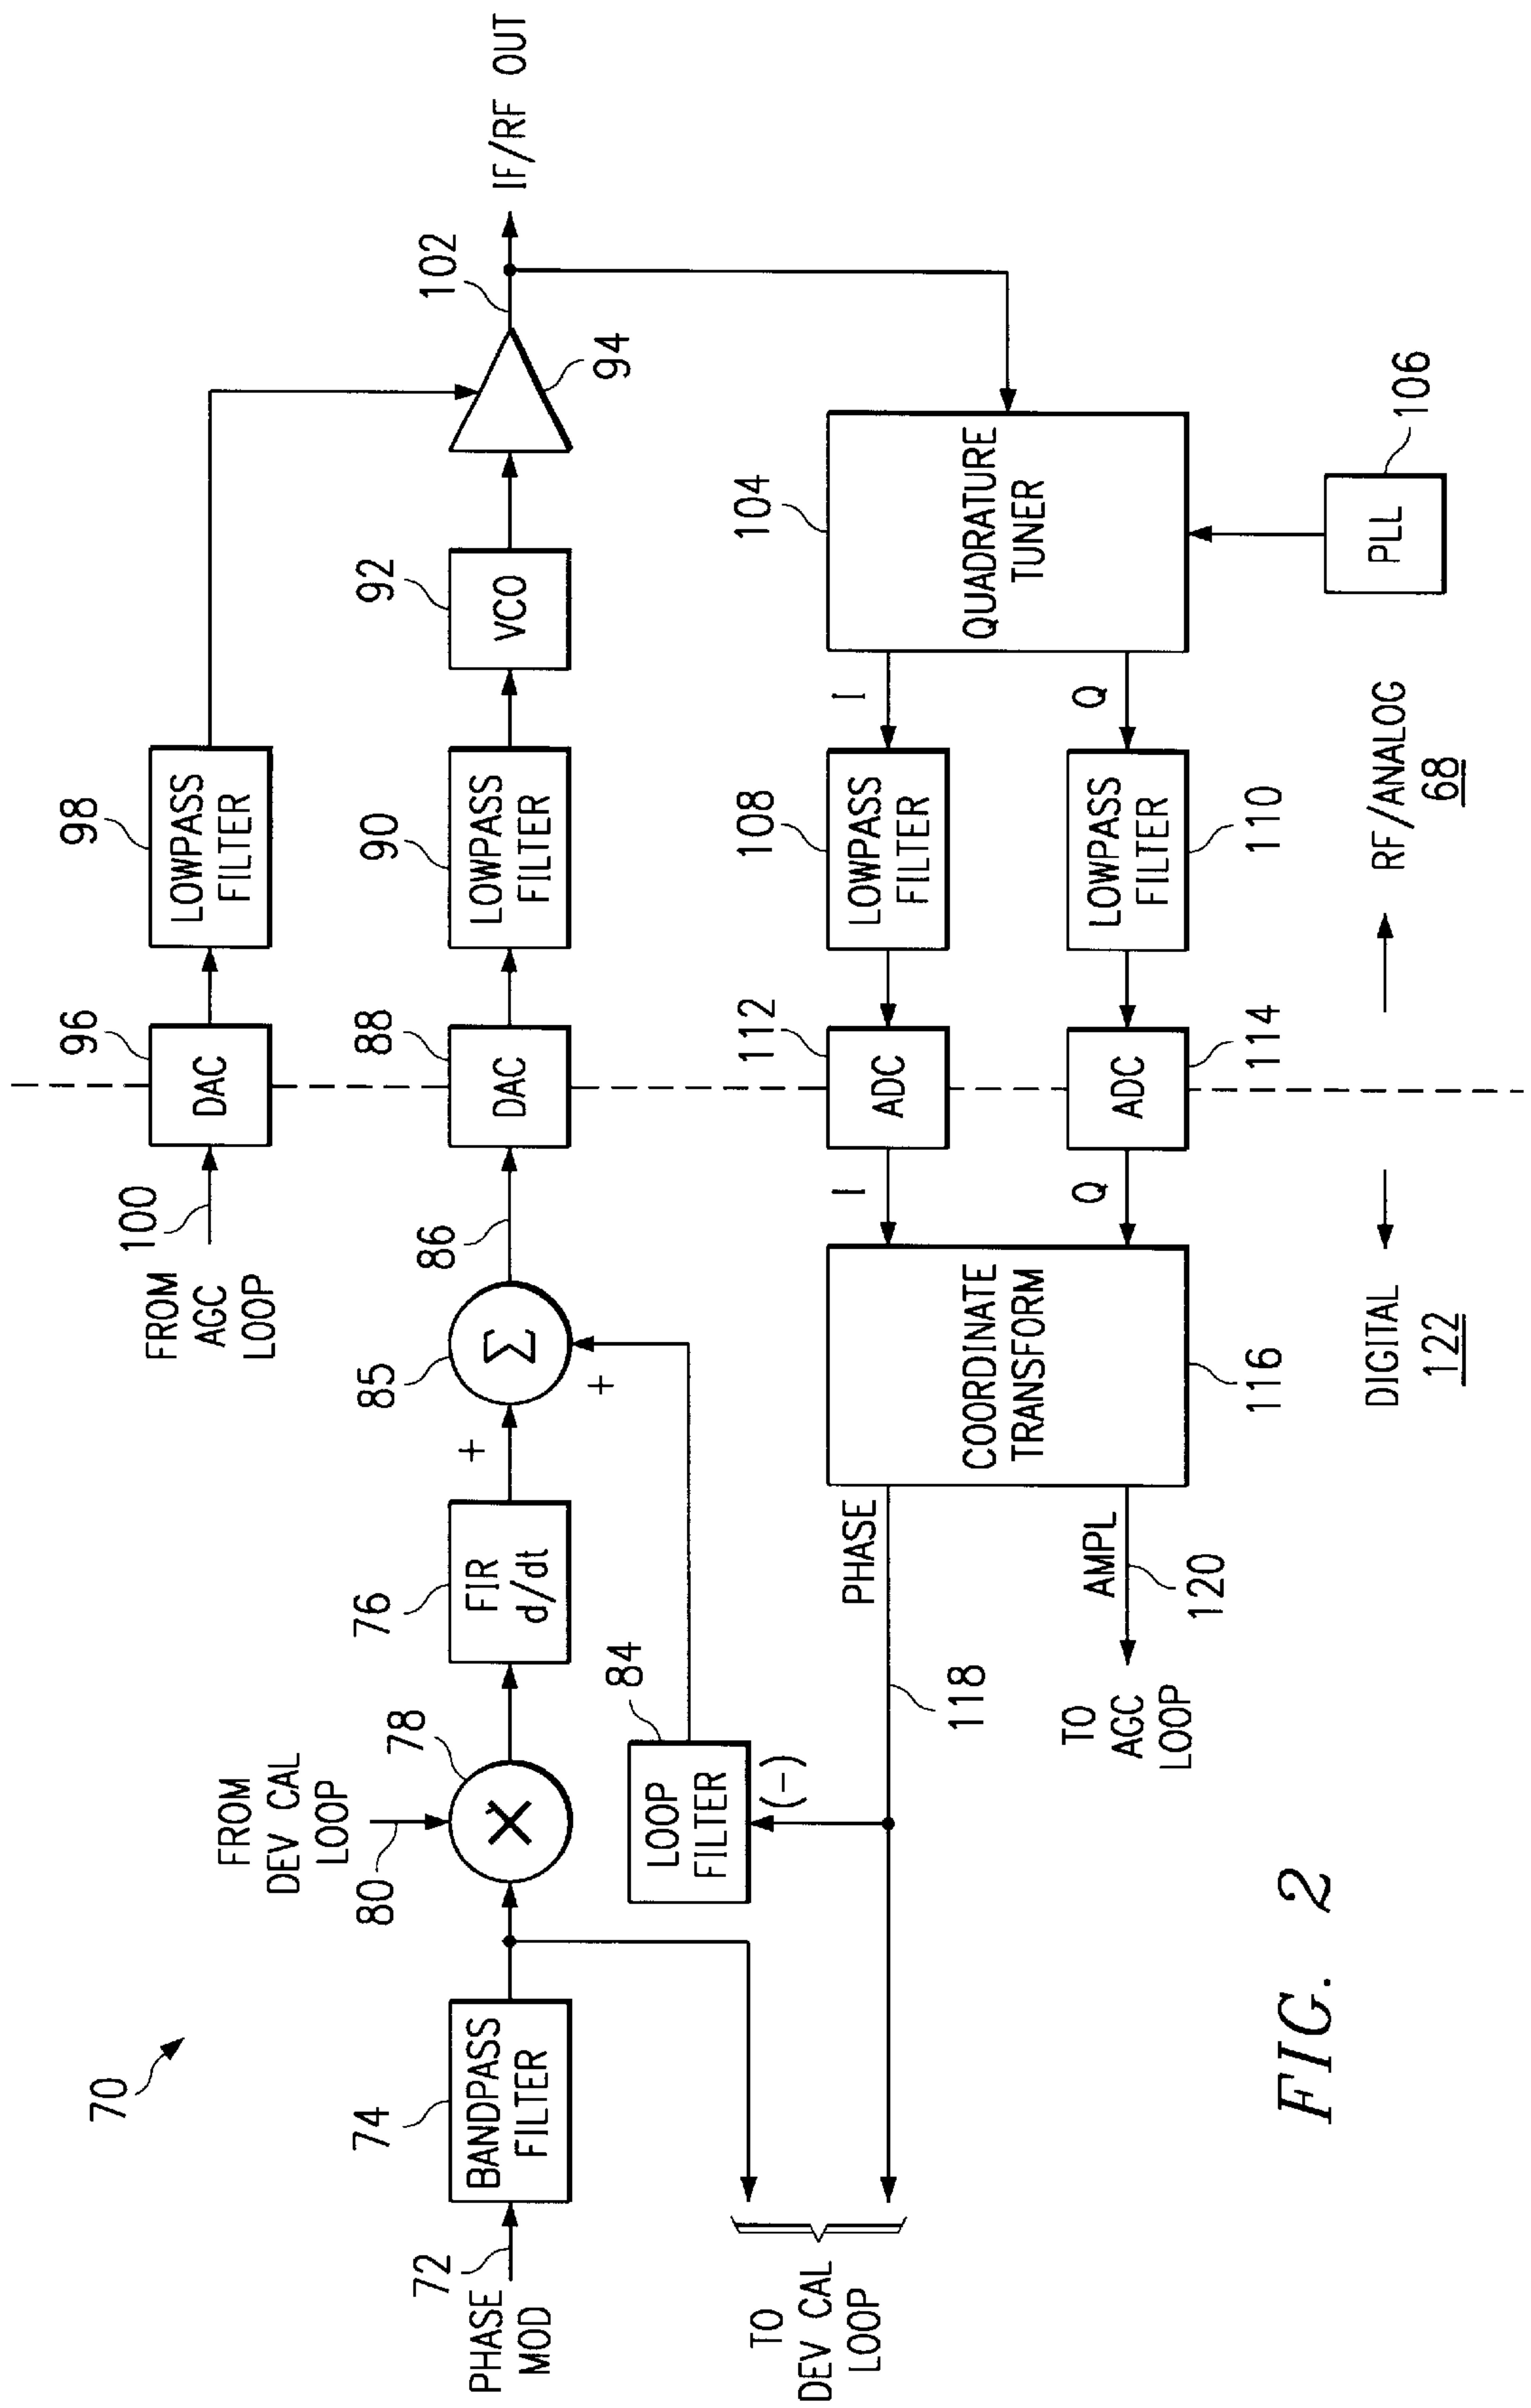 70
FROM
AGC
LOOP
100
96
DAC
98
LOWPASS
FILTER
PHASE
MOD
72
74
BANDPASS
FILTER
FROM
DEV CAL
LOOP
80
78
×
76
FIR
d/dt
+
85
Σ
+
86
88
DAC
90
LOWPASS
FILTER
92
VCO
94
102
IF/RF OUT
84
LOOP
FILTER
(-)
TO
DEV CAL
LOOP
118
PHASE
AMPL
120
TO
AGC
LOOP
COORDINATE
TRANSFORM
116
I
Q
112
ADC
ADC
114
108
LOWPASS
FILTER
LOWPASS
FILTER
110
I
Q
104
QUADRATURE
TUNER
PLL
106
DIGITAL
122
RF/ANALOG
68
FIG. 2